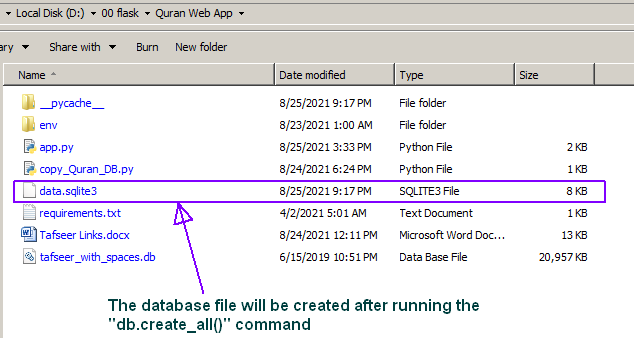 Local Disk (D:) 00 flask Quran Web App
ary Share with Burn New folder
Name Date modified Type Size
__pycache__ 8/25/2021 9:17 PM File folder
env 8/23/2021 1:00 AM File folder
app.py 8/25/2021 3:33 PM Python File 2 KB
copy_Quran_DB.py 8/24/2021 6:24 PM Python File 1 KB
data.sqlite3 8/25/2021 9:17 PM SQLITE3 File 8 KB
requirements.txt 4/2/2021 5:01 AM Text Document 1 KB
Tafseer Links.docx 8/24/2021 12:11 PM Microsoft Word Doc... 13 KB
tafseer_with_spaces.db 6/15/2019 10:51 PM Data Base File 20,957 KB
The database file will be created after running the
"db.create_all()" command